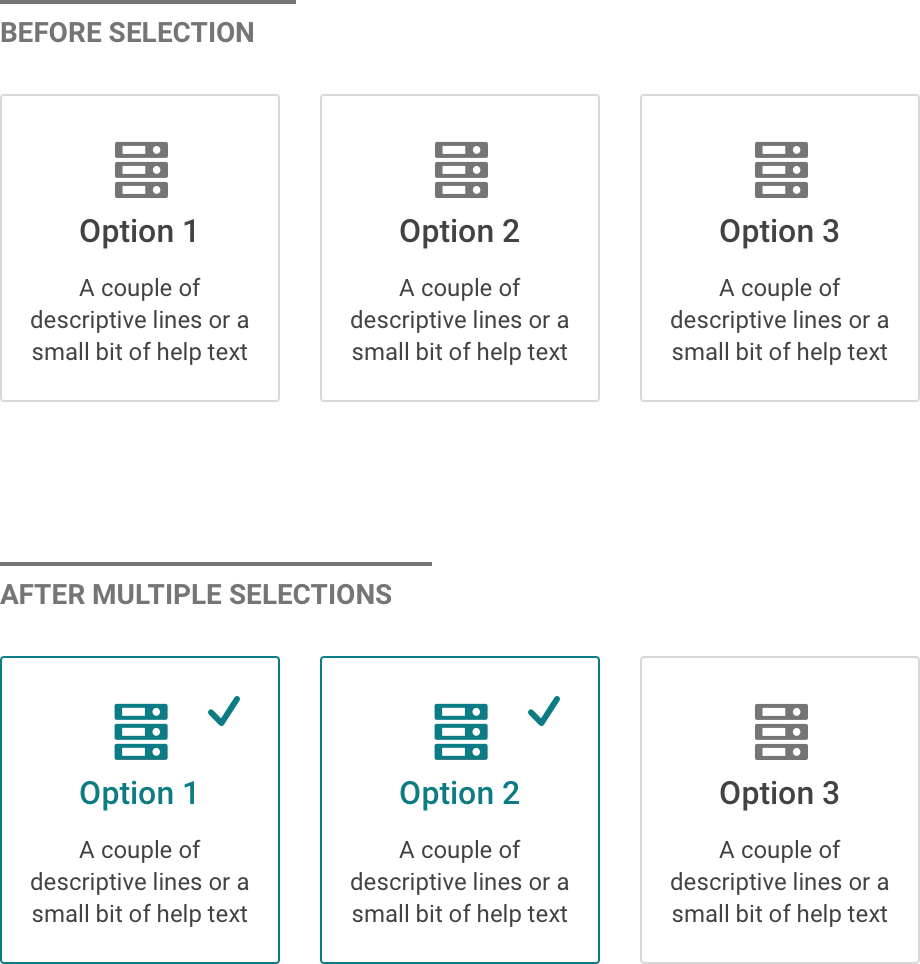 BEFORE SELECTION
Option 1
A couple of
descriptive lines or a
small bit of help text
Option 2
A couple of
descriptive lines or a
small bit of help text
Option 3
A couple of
descriptive lines or a
small bit of help text
AFTER MULTIPLE SELECTIONS
Option 1
A couple of
descriptive lines or a
small bit of help text
Option 2
A couple of
descriptive lines or a
small bit of help text
Option 3
A couple of
descriptive lines or a
small bit of help text